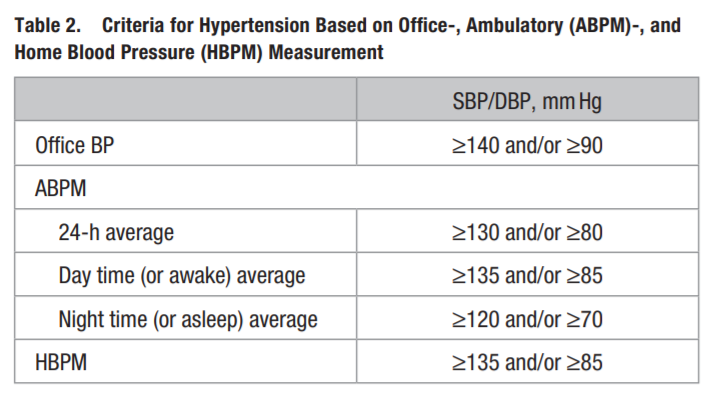 Table 2. Criteria for Hypertension Based on Office-, Ambulatory (ABPM)-, and
Home Blood Pressure (HBPM) Measurement
SBP/DBP, mm Hg
Office BP ≥140 and/or ≥90
ABPM
24-h average ≥130 and/or ≥80
Day time (or awake) average ≥135 and/or ≥85
Night time (or asleep) average ≥120 and/or ≥70
HBPM ≥135 and/or ≥85